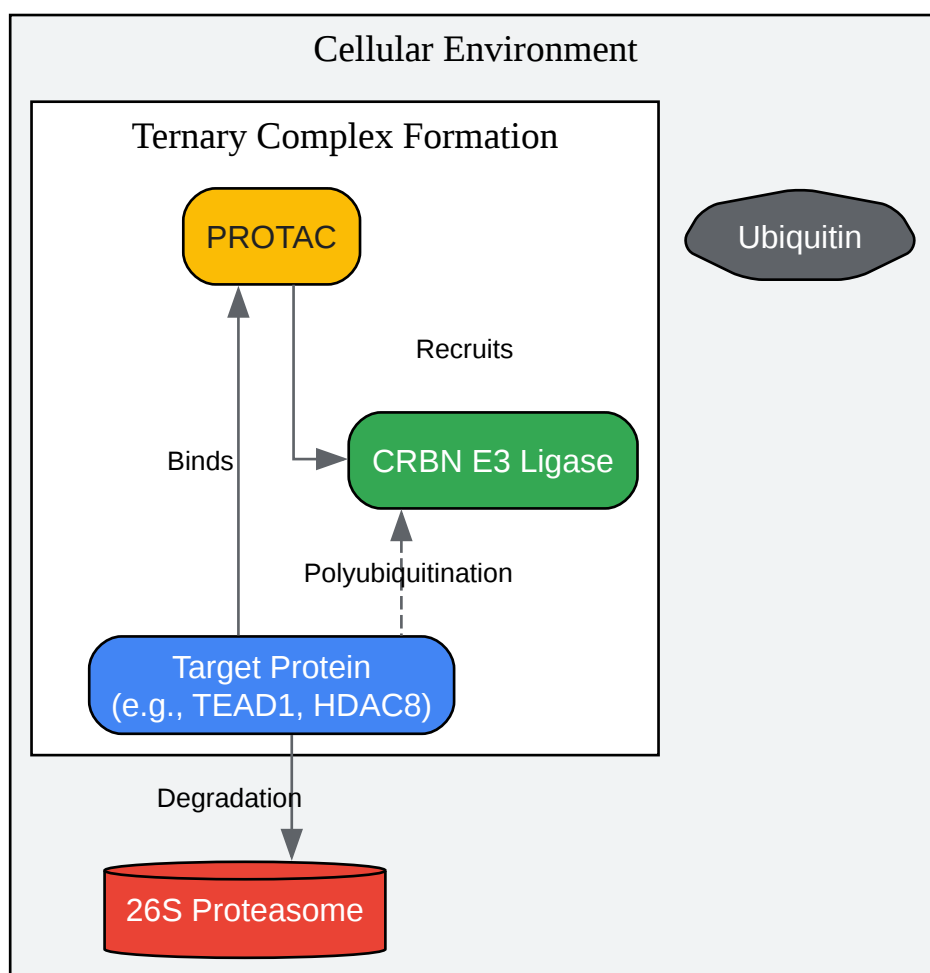 Cellular Environment
Ternary Complex Formation
PROTAC
Ubiquitin
Recruits
Binds
CRBN E3 Ligase
Polyubiquitination
Target Protein
(e.g., TEAD1, HDAC8)
Degradation
26S Proteasome